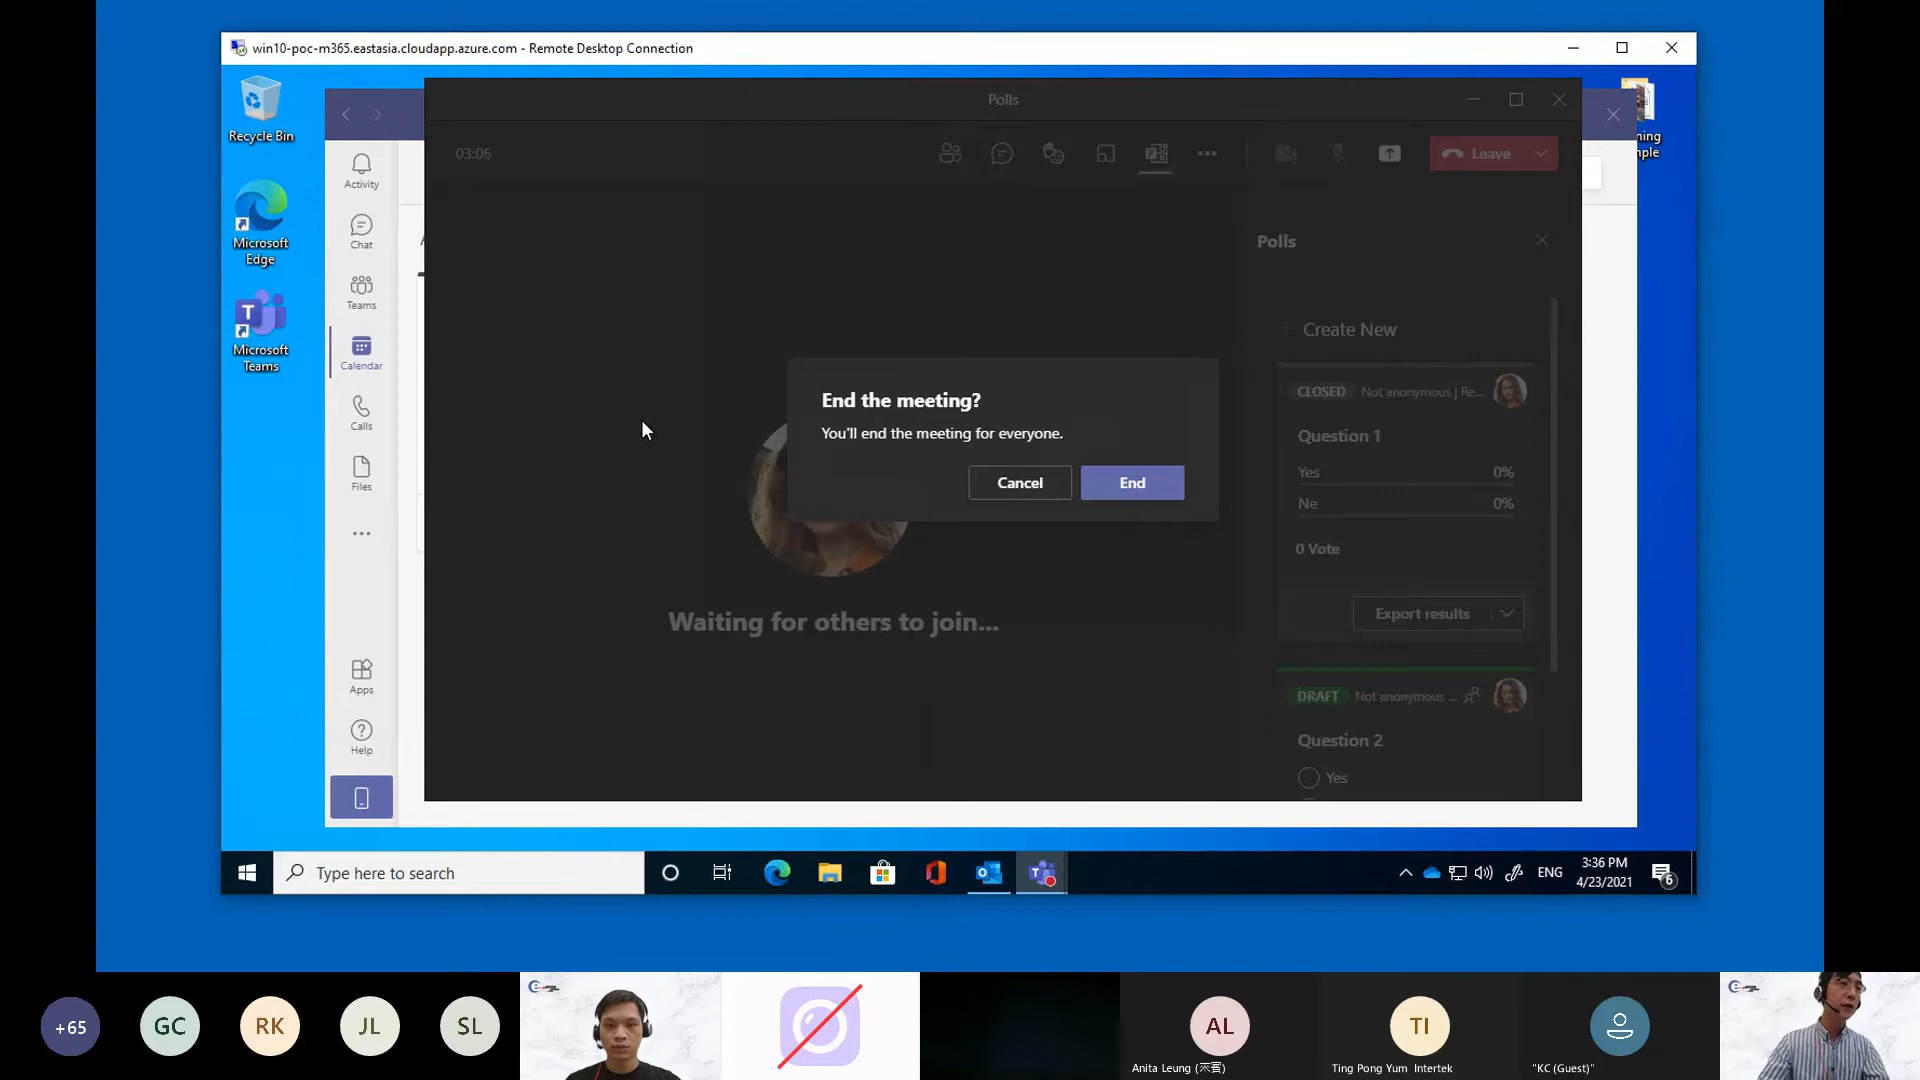 win10-poc-m365.eastasia.cloudapp.azure.com - Remote Desktop Connection
Recycle Bin
Microsoft
Edge
Microsoft
Teams
Activity
Chat
Teams
Calendar
Calls
Files
Apps
Help
Polls
03:06
Leave
Polls
Create New
CLOSED Not anonymous | Re...
Question 1
Yes 0%
Ne 0%
0 Vote
Export results
DRAFT Not anonymous ...
Question 2
Yes
End the meeting?
You'll end the meeting for everyone.
Cancel
End
Waiting for others to join...
Type here to search
ENG
3:36 PM
4/23/2021
6
+65
GC
RK
JL
SL
AL
Anita Leung (來賓)
TI
Ting Pong Yum Intertek
"KC (Guest)"